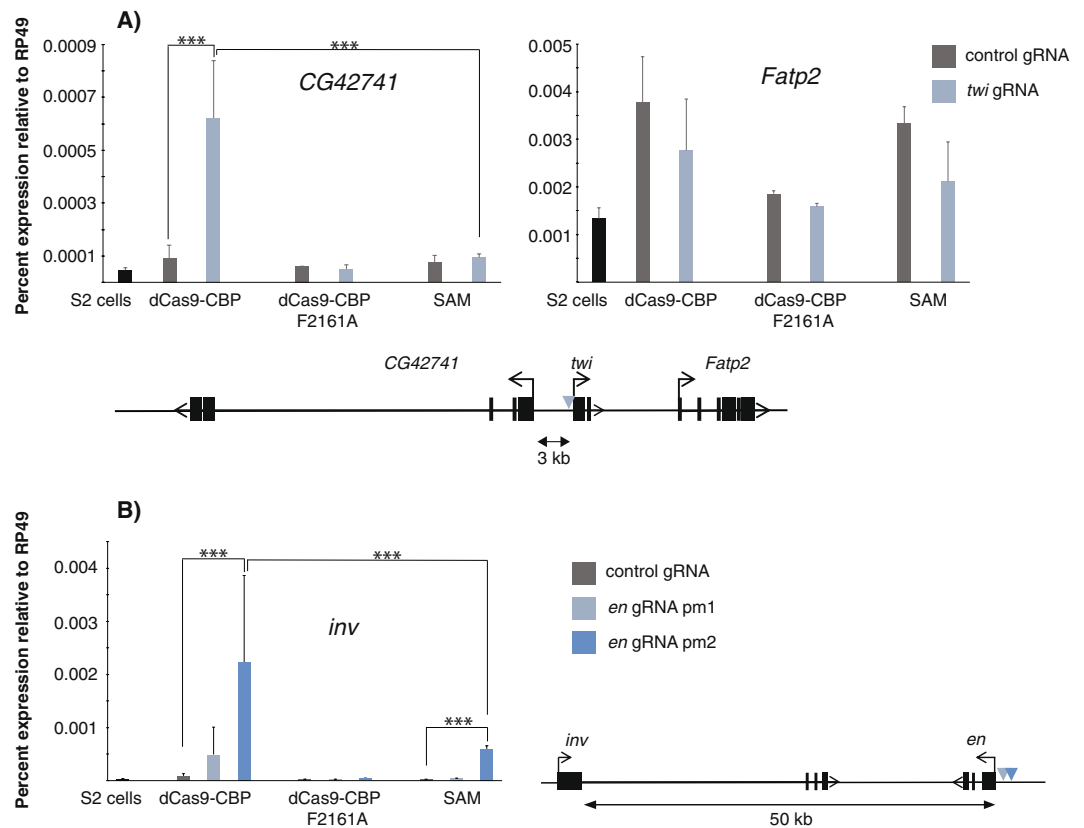 A)
Percent expression relative to RP49
0.0009
0.0007
0.0005
0.0003
0.0001
***
***
CG42741
S2 cells
dCas9-CBP
dCas9-CBP
F2161A
SAM
0.005
0.004
0.003
0.002
0.001
Fatp2
S2 cells
dCas9-CBP
dCas9-CBP
F2161A
SAM
control gRNA
twi gRNA
CG42741
twi
Fatp2
3 kb
B)
Percent expression relative to RP49
0.004
0.003
0.002
0.001
***
***
***
inv
S2 cells
dCas9-CBP
dCas9-CBP
F2161A
SAM
control gRNA
en gRNA pm1
en gRNA pm2
inv
en
50 kb